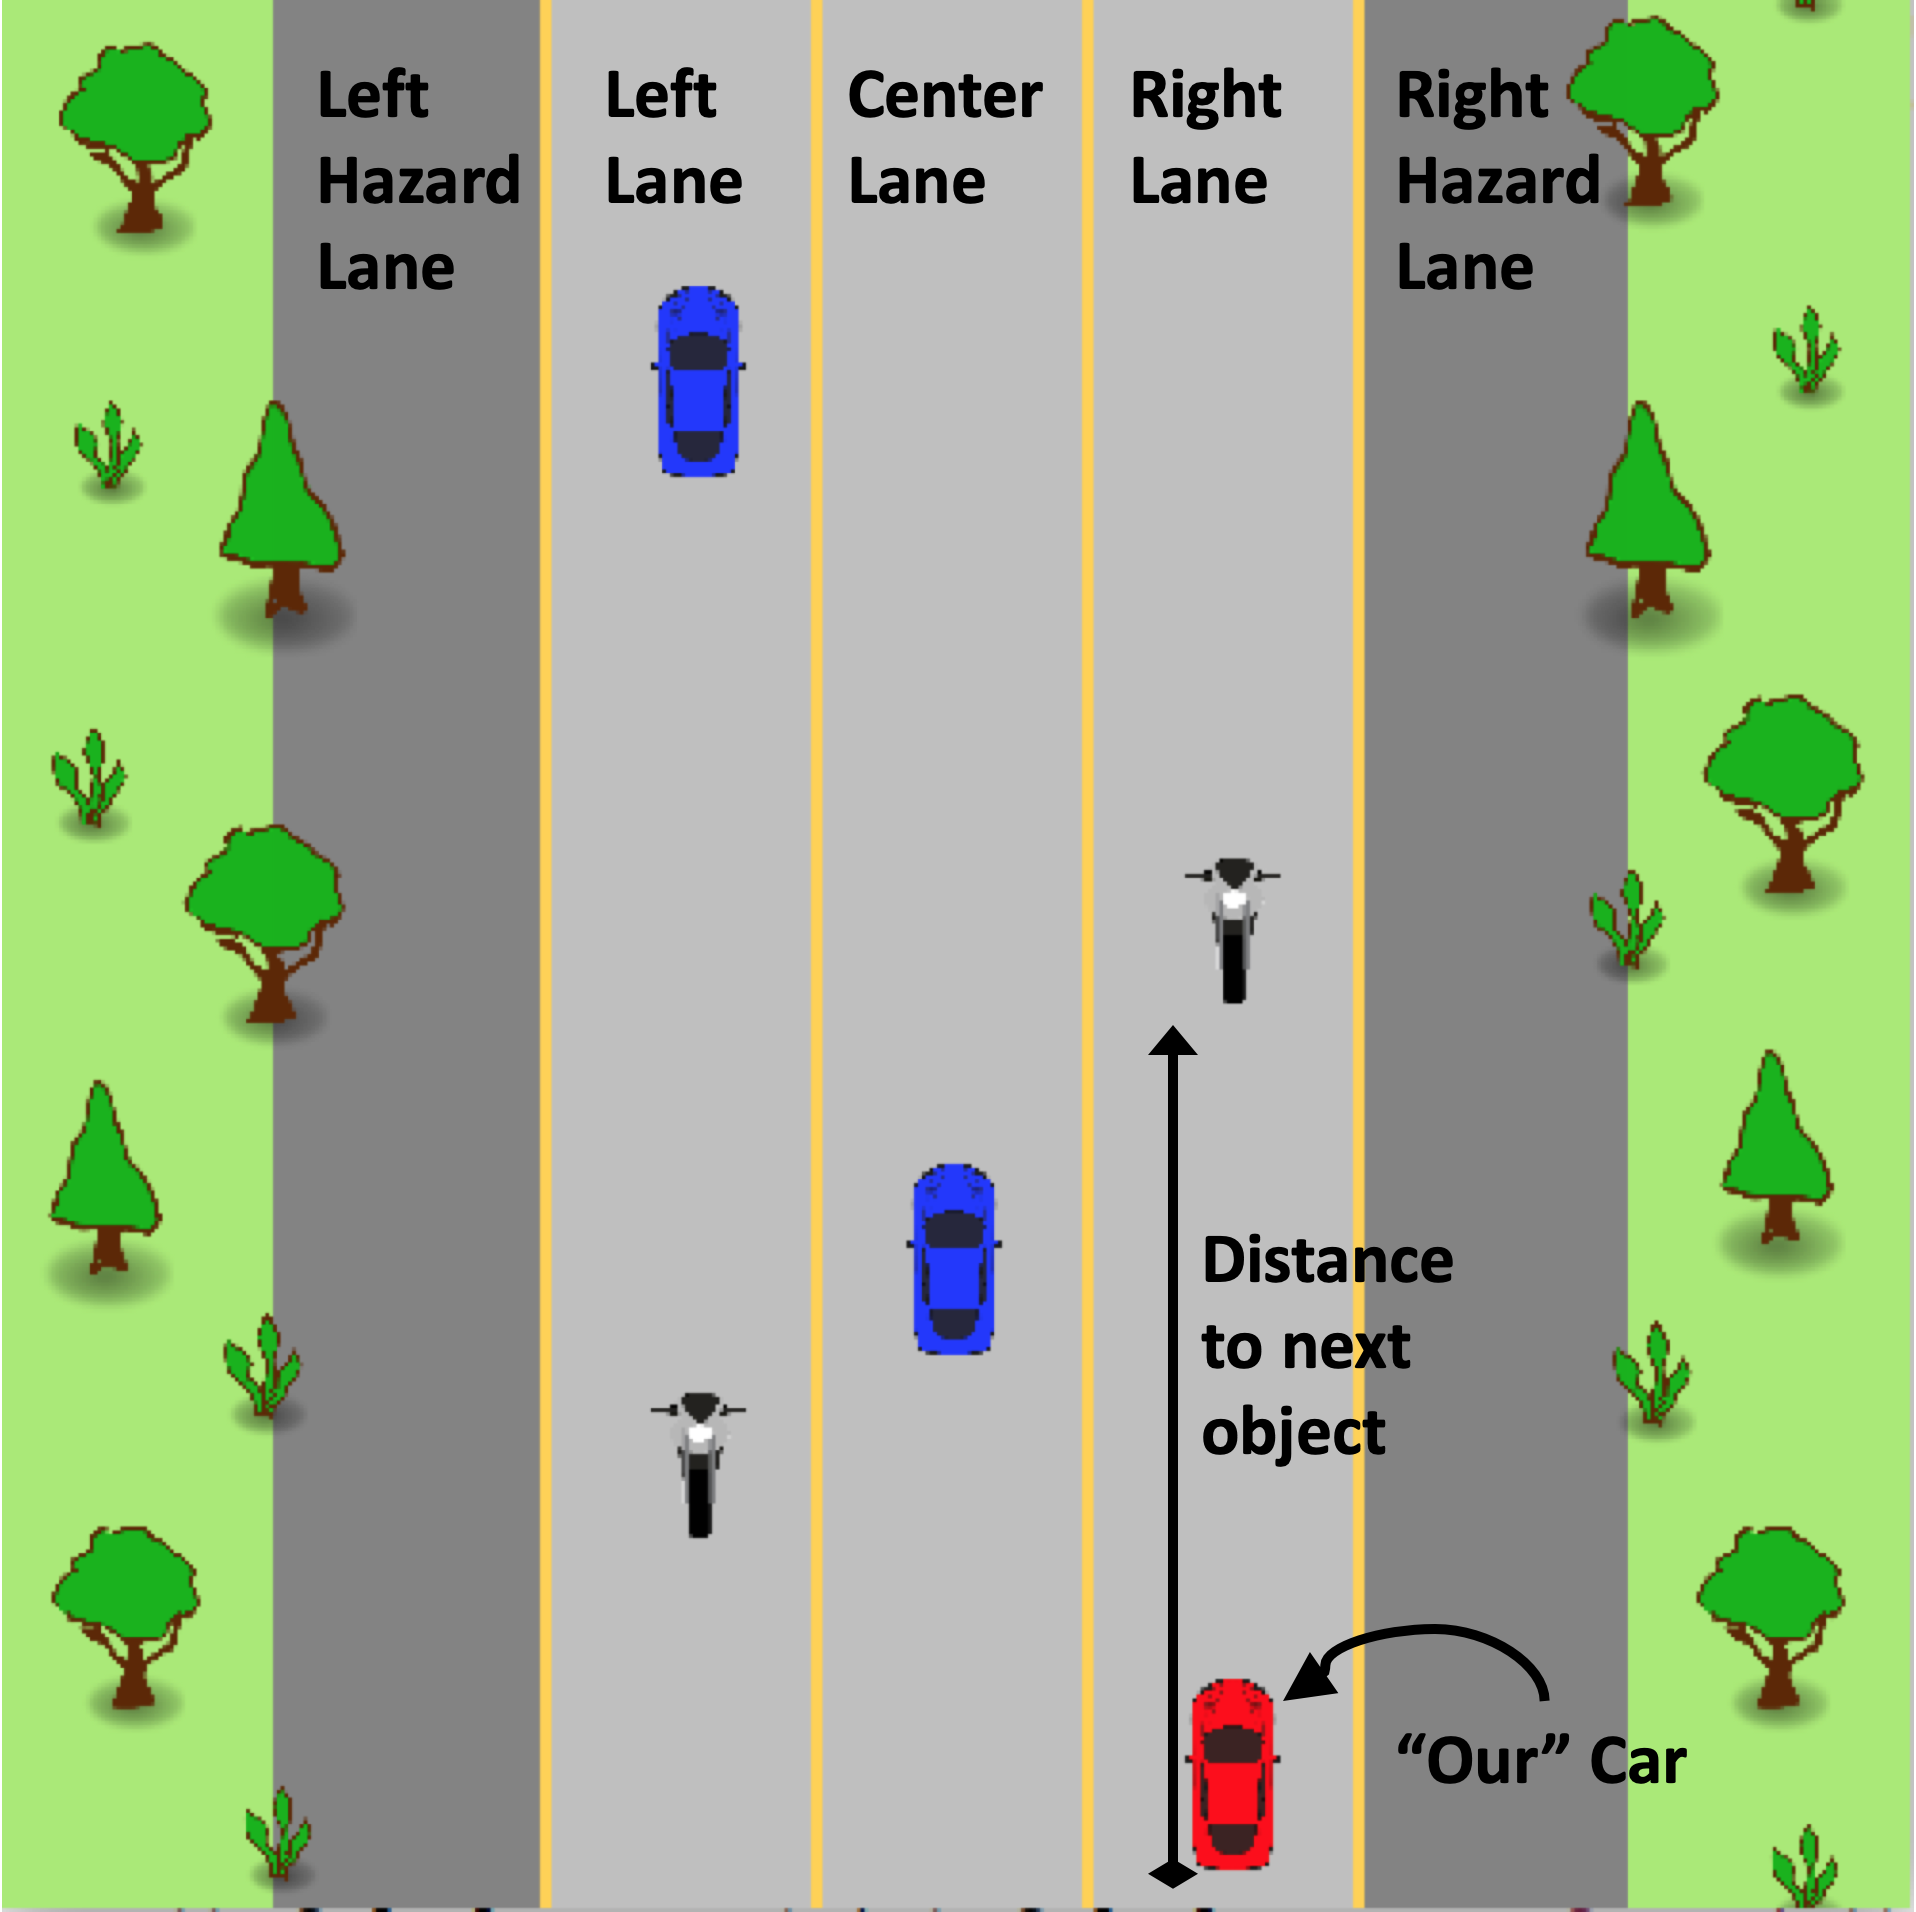 Left
Hazard
Lane
Left
Lane
Center
Lane
Right
Lane
Right
Hazard
Lane
Distance
to next
object
“Our” Car